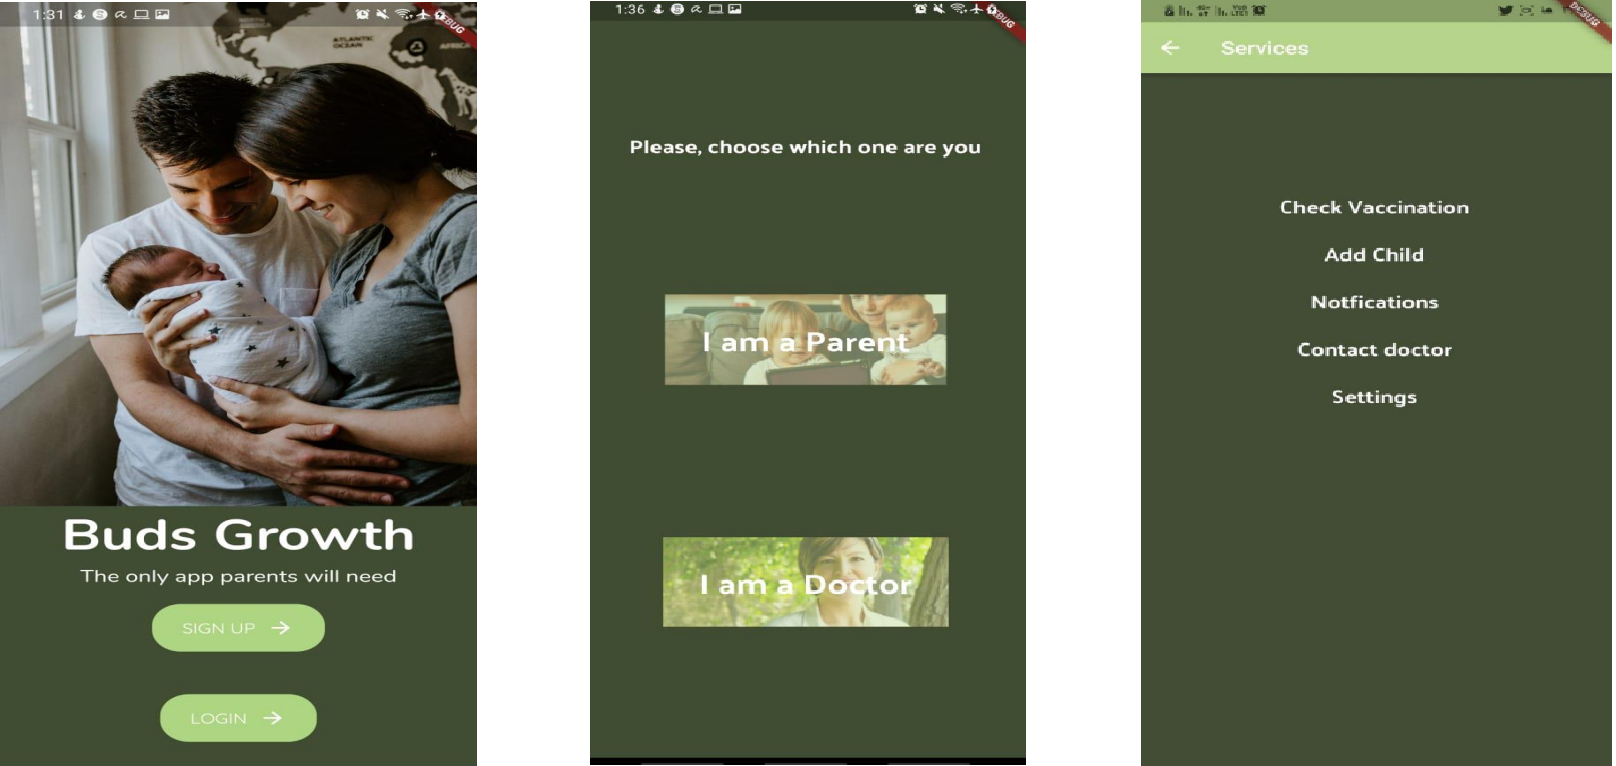 1:31
ATLANTIC
OCEAN
AFRICA
Buds Growth
The only app parents will need
SIGN UP
LOGIN
1:36
DEBUG
Please, choose which one are you
I am a Parent
I am a Doctor
DEBUG
Services
Check Vaccination
Add Child
Notfications
Contact doctor
Settings